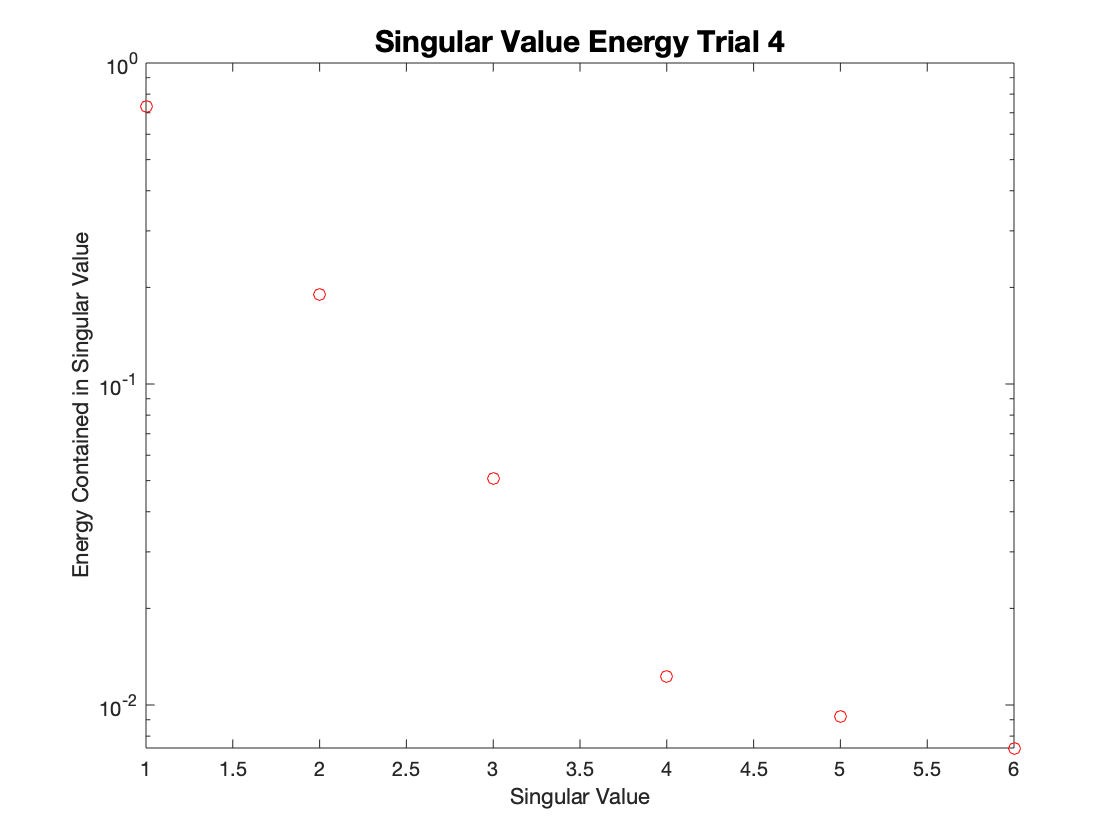 Singular Value Energy Trial 4
10^0
10^-1
10^-2
Energy Contained in Singular Value
1 1.5 2 2.5 3 3.5 4 4.5 5 5.5 6
Singular Value